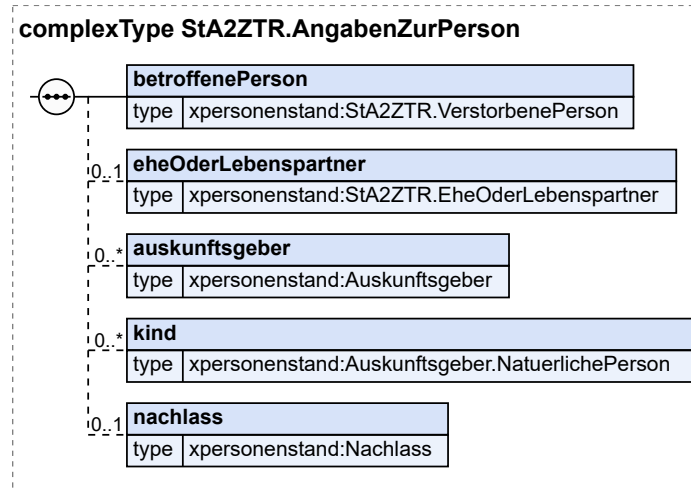 complexType StA2ZTR.AngabenZurPerson
betroffenePerson
type xpersonenstand:StA2ZTR.VerstorbenePerson
0..1 eheOderLebenspartner
type xpersonenstand:StA2ZTR.EheOderLebenspartner
0..* auskunftsgeber
type xpersonenstand:Auskunftsgeber
0..* kind
type xpersonenstand:Auskunftsgeber.NatuerlichePerson
0..1 nachlass
type xpersonenstand:Nachlass